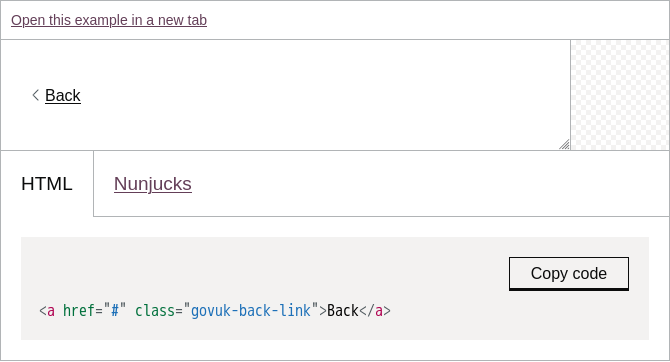 Open this example in a new tab
Back
HTML Nunjucks
Copy code
<a href="#" class="govuk-back-link">Back</a>